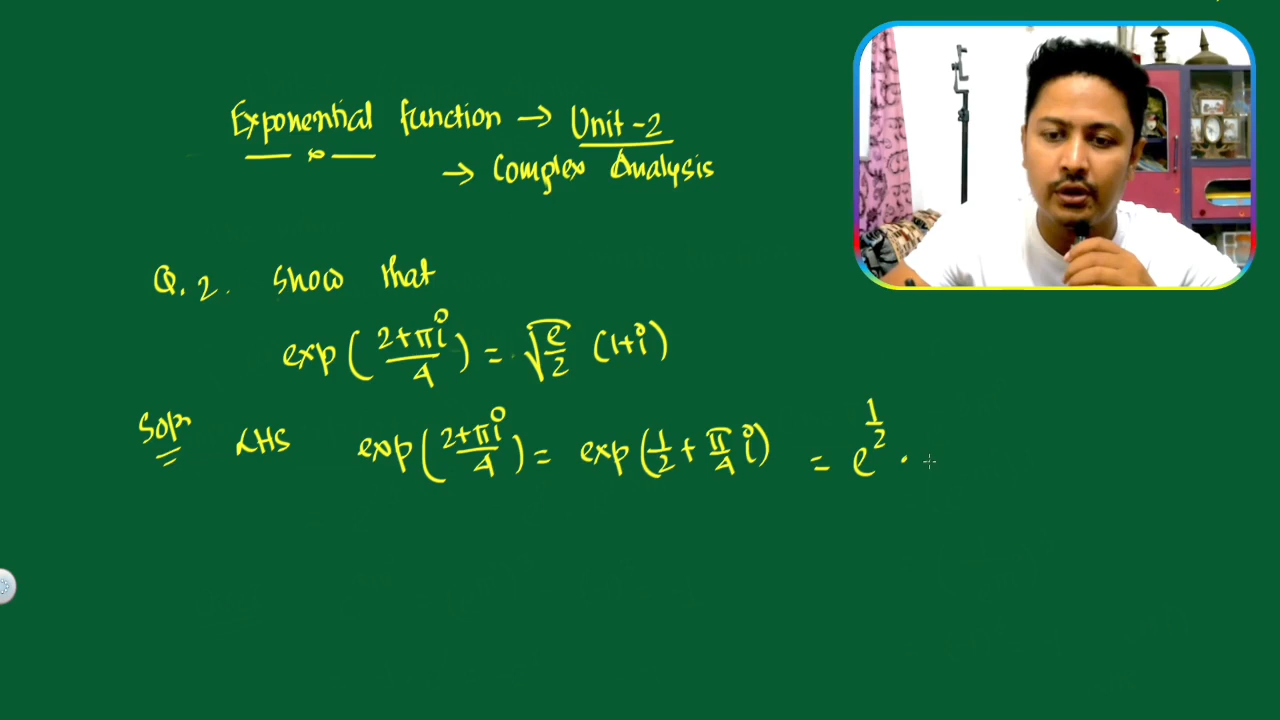 Exponential function → Unit-2
→ Complex Analysis
Q. 2. Show that
exp(2+πi/4) = √e/2 (1+i)
Soln LHS exp(2+πi/4) = exp(1/2 + π/4 i) = e^1/2 ·